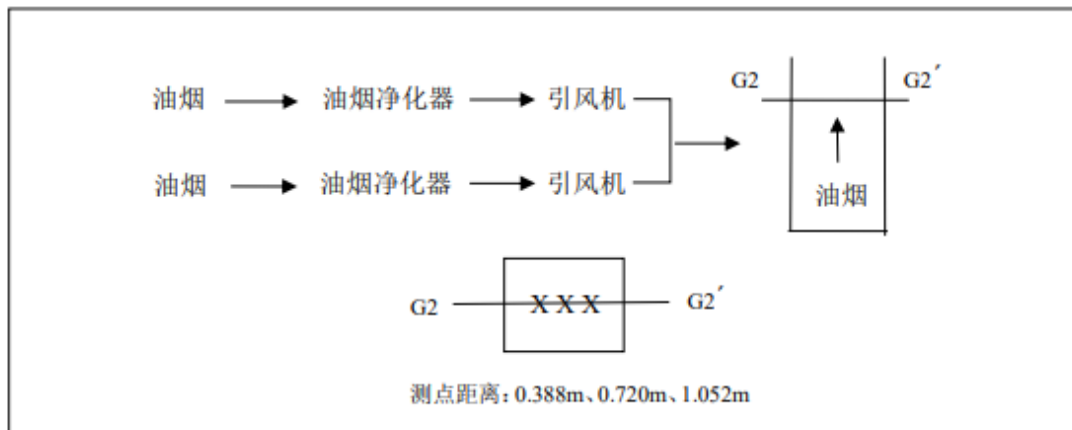 油烟 油烟净化器 引风机 G2 G2´
油烟 油烟净化器 引风机 油烟
G2 X X X G2´
测点距离: 0.388m、0.720m、1.052m